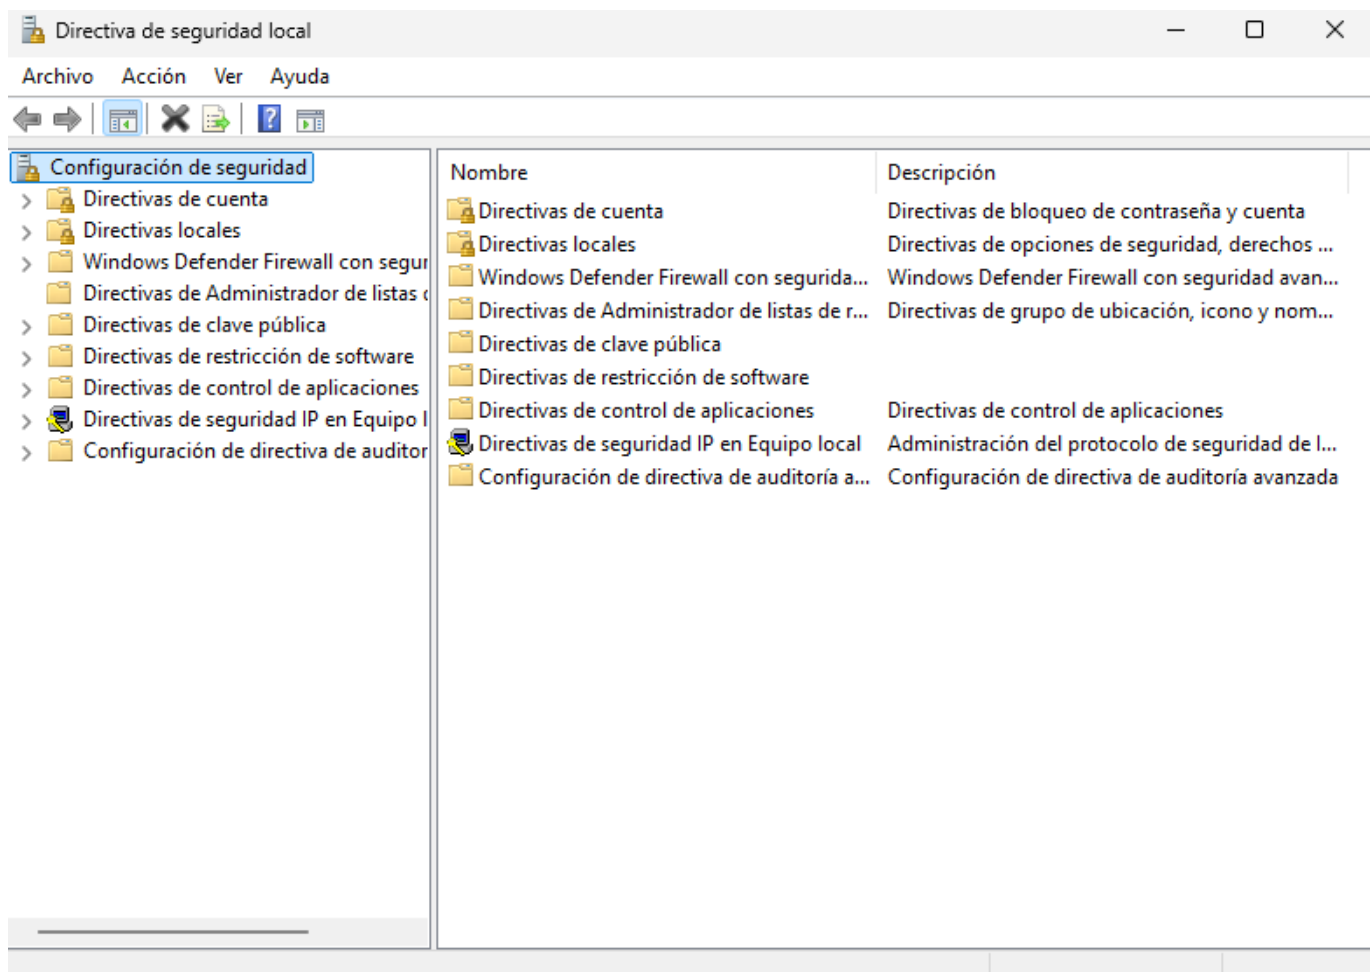 Directiva de seguridad local
Archivo Acción Ver Ayuda
Configuración de seguridad
Directivas de cuenta
Directivas locales
Windows Defender Firewall con segur
Directivas de Administrador de listas
Directivas de clave pública
Directivas de restricción de software
Directivas de control de aplicaciones
Directivas de seguridad IP en Equipo l
Configuración de directiva de auditor
Nombre Descripción
Directivas de cuenta Directivas de bloqueo de contraseña y cuenta
Directivas locales Directivas de opciones de seguridad, derechos ...
Windows Defender Firewall con segurida... Windows Defender Firewall con seguridad avan...
Directivas de Administrador de listas de r... Directivas de grupo de ubicación, icono y nom...
Directivas de clave pública
Directivas de restricción de software
Directivas de control de aplicaciones Directivas de control de aplicaciones
Directivas de seguridad IP en Equipo local Administración del protocolo de seguridad de l...
Configuración de directiva de auditoría a... Configuración de directiva de auditoría avanzada